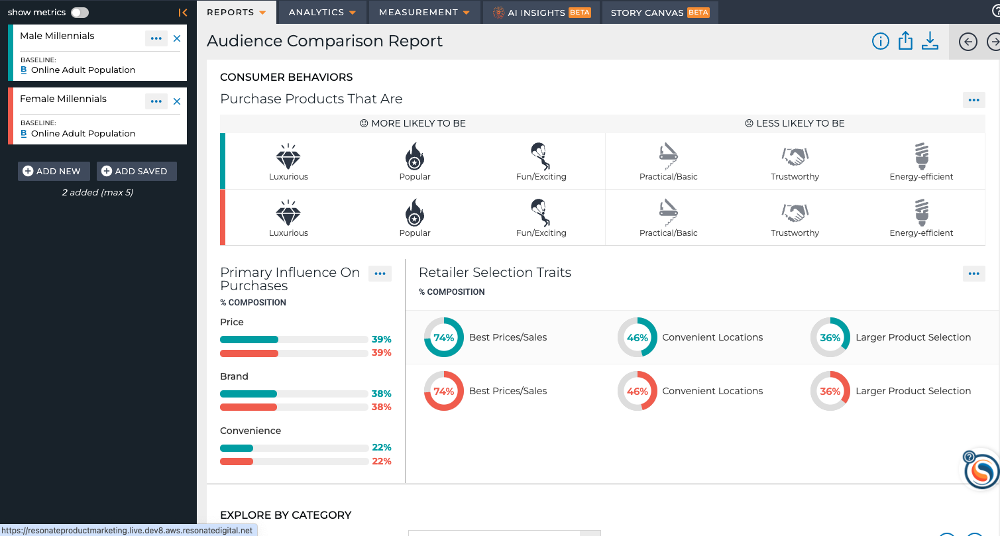 show metrics
REPORTS
ANALYTICS
MEASUREMENT
AI INSIGHTS BETA
STORY CANVAS BETA
?
Male Millennials
BASELINE:
B Online Adult Population
Female Millennials
BASELINE:
B Online Adult Population
ADD NEW
ADD SAVED
2 added (max 5)
Audience Comparison Report
CONSUMER BEHAVIORS
Purchase Products That Are
MORE LIKELY TO BE
LESS LIKELY TO BE
Luxurious
Popular
Fun/Exciting
Practical/Basic
Trustworthy
Energy-efficient
Luxurious
Popular
Fun/Exciting
Practical/Basic
Trustworthy
Energy-efficient
Primary Influence On
Purchases
% COMPOSITION
Price
39%
39%
Brand
38%
38%
Convenience
22%
22%
Retailer Selection Traits
% COMPOSITION
74% Best Prices/Sales
46% Convenient Locations
36% Larger Product Selection
74% Best Prices/Sales
46% Convenient Locations
36% Larger Product Selection
?
EXPLORE BY CATEGORY
https://resonateproductmarketing.live.dev8.aws.resonatedigital.net